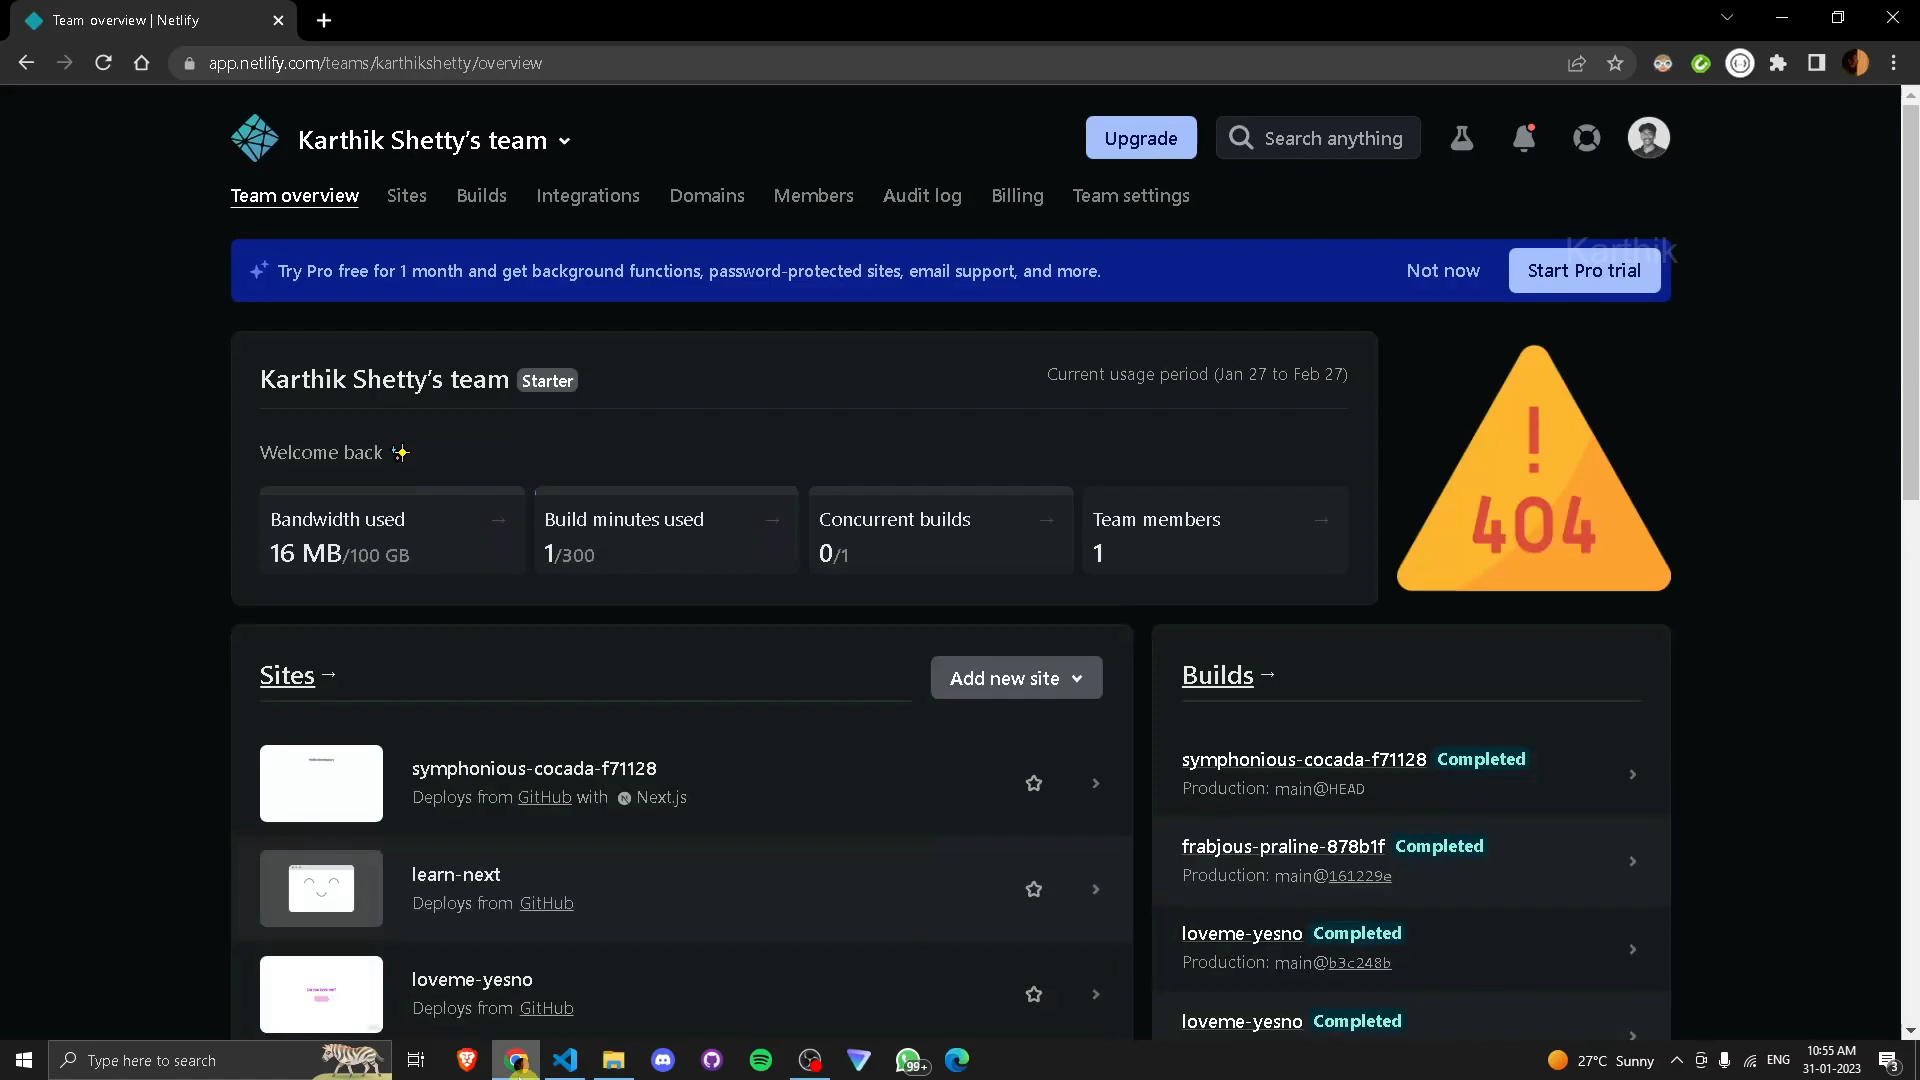 Team overview | Netlify
app.netlify.com/teams/karthikshetty/overview
Karthik Shetty's team
Upgrade
Search anything
Team overview Sites Builds Integrations Domains Members Audit log Billing Team settings
Karthik
Try Pro free for 1 month and get background functions, password-protected sites, email support, and more.
Not now
Start Pro trial
Karthik Shetty's team Starter
Current usage period (Jan 27 to Feb 27)
Welcome back
Bandwidth used →
16 MB/100 GB
Build minutes used →
1/300
Concurrent builds →
0/1
Team members →
1
!
404
Sites →
Add new site
symphonious-cocada-f71128
Deploys from GitHub with N Next.js
learn-next
Deploys from GitHub
loveme-yesno
Deploys from GitHub
Builds →
symphonious-cocada-f71128 Completed
Production: main@HEAD
frabjous-praline-878b1f Completed
Production: main@161229e
loveme-yesno Completed
Production: main@b3c248b
loveme-yesno Completed
Type here to search
99+
27°C Sunny
ENG
10:55 AM
31-01-2023
3